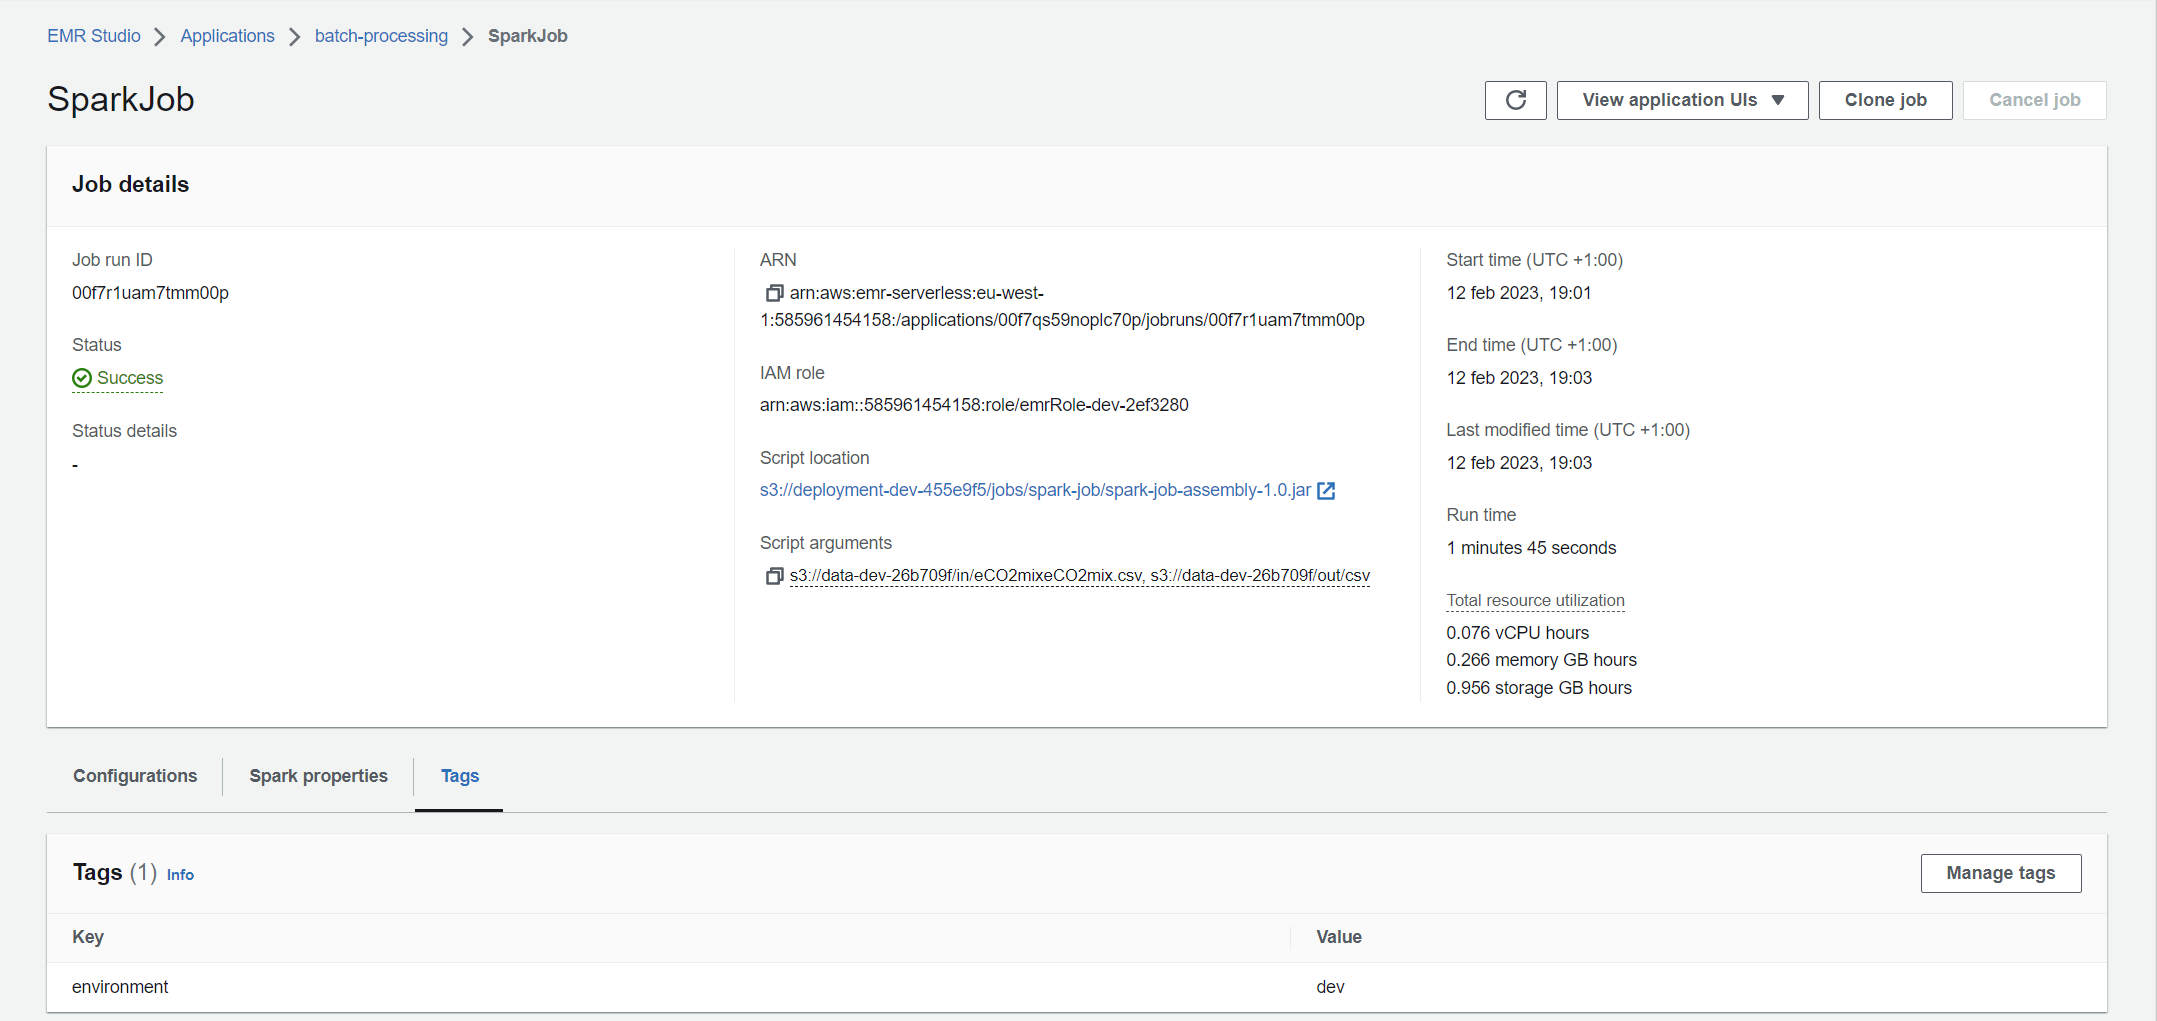 EMR Studio > Applications > batch-processing > SparkJob
SparkJob
View application UIs ▼
Clone job
Cancel job
Job details
Job run ID
00f7r1uam7tmm00p
Status
Success
Status details
-
ARN
arn:aws:emr-serverless:eu-west-
1:585961454158:/applications/00f7qs59noplc70p/jobruns/00f7r1uam7tmm00p
IAM role
arn:aws:iam::585961454158:role/emrRole-dev-2ef3280
Script location
s3://deployment-dev-455e9f5/jobs/spark-job/spark-job-assembly-1.0.jar
Script arguments
s3://data-dev-26b709f/in/eCO2mixeCO2mix.csv, s3://data-dev-26b709f/out/csv
Start time (UTC +1:00)
12 feb 2023, 19:01
End time (UTC +1:00)
12 feb 2023, 19:03
Last modified time (UTC +1:00)
12 feb 2023, 19:03
Run time
1 minutes 45 seconds
Total resource utilization
0.076 vCPU hours
0.266 memory GB hours
0.956 storage GB hours
Configurations
Spark properties
Tags
Tags (1) Info
Manage tags
Key
Value
environment
dev